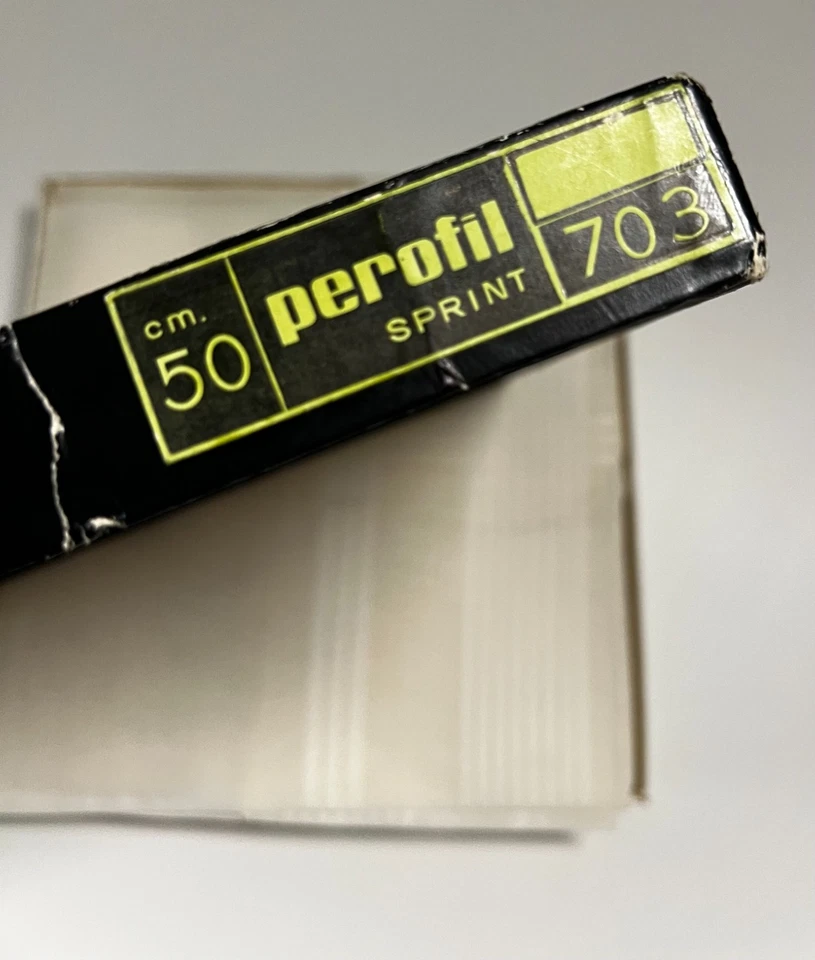 cm.
50
perofil
SPRINT
703